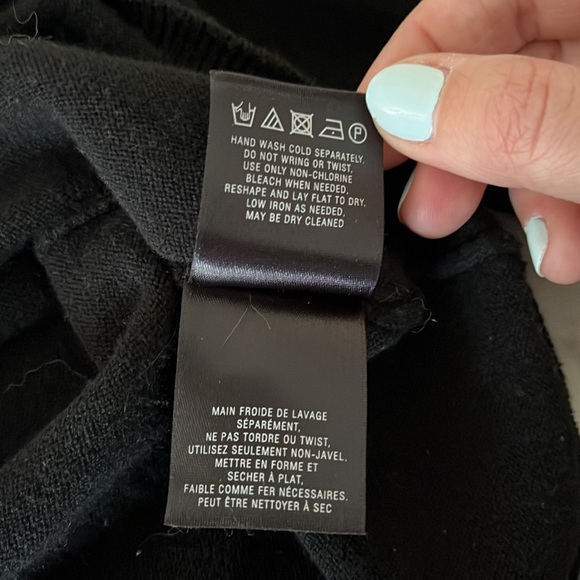 P
HAND WASH COLD SEPARATELY.
DO NOT WRING OR TWIST,
USE ONLY NON-CHLORINE
BLEACH WHEN NEEDED,
RESHAPE AND LAY FLAT TO DRY.
LOW IRON AS NEEDED,
MAY BE DRY CLEANED
MAIN FROIDE DE LAVAGE
SÉPARÉMENT,
NE PAS TORDRE OU TWIST,
UTILISEZ SEULEMENT NON-JAVEL.
METTRE EN FORME ET
SECHER À PLAT,
FAIBLE COMME FER NÉCESSAIRES.
PEUT ÊTRE NETTOYER À SEC